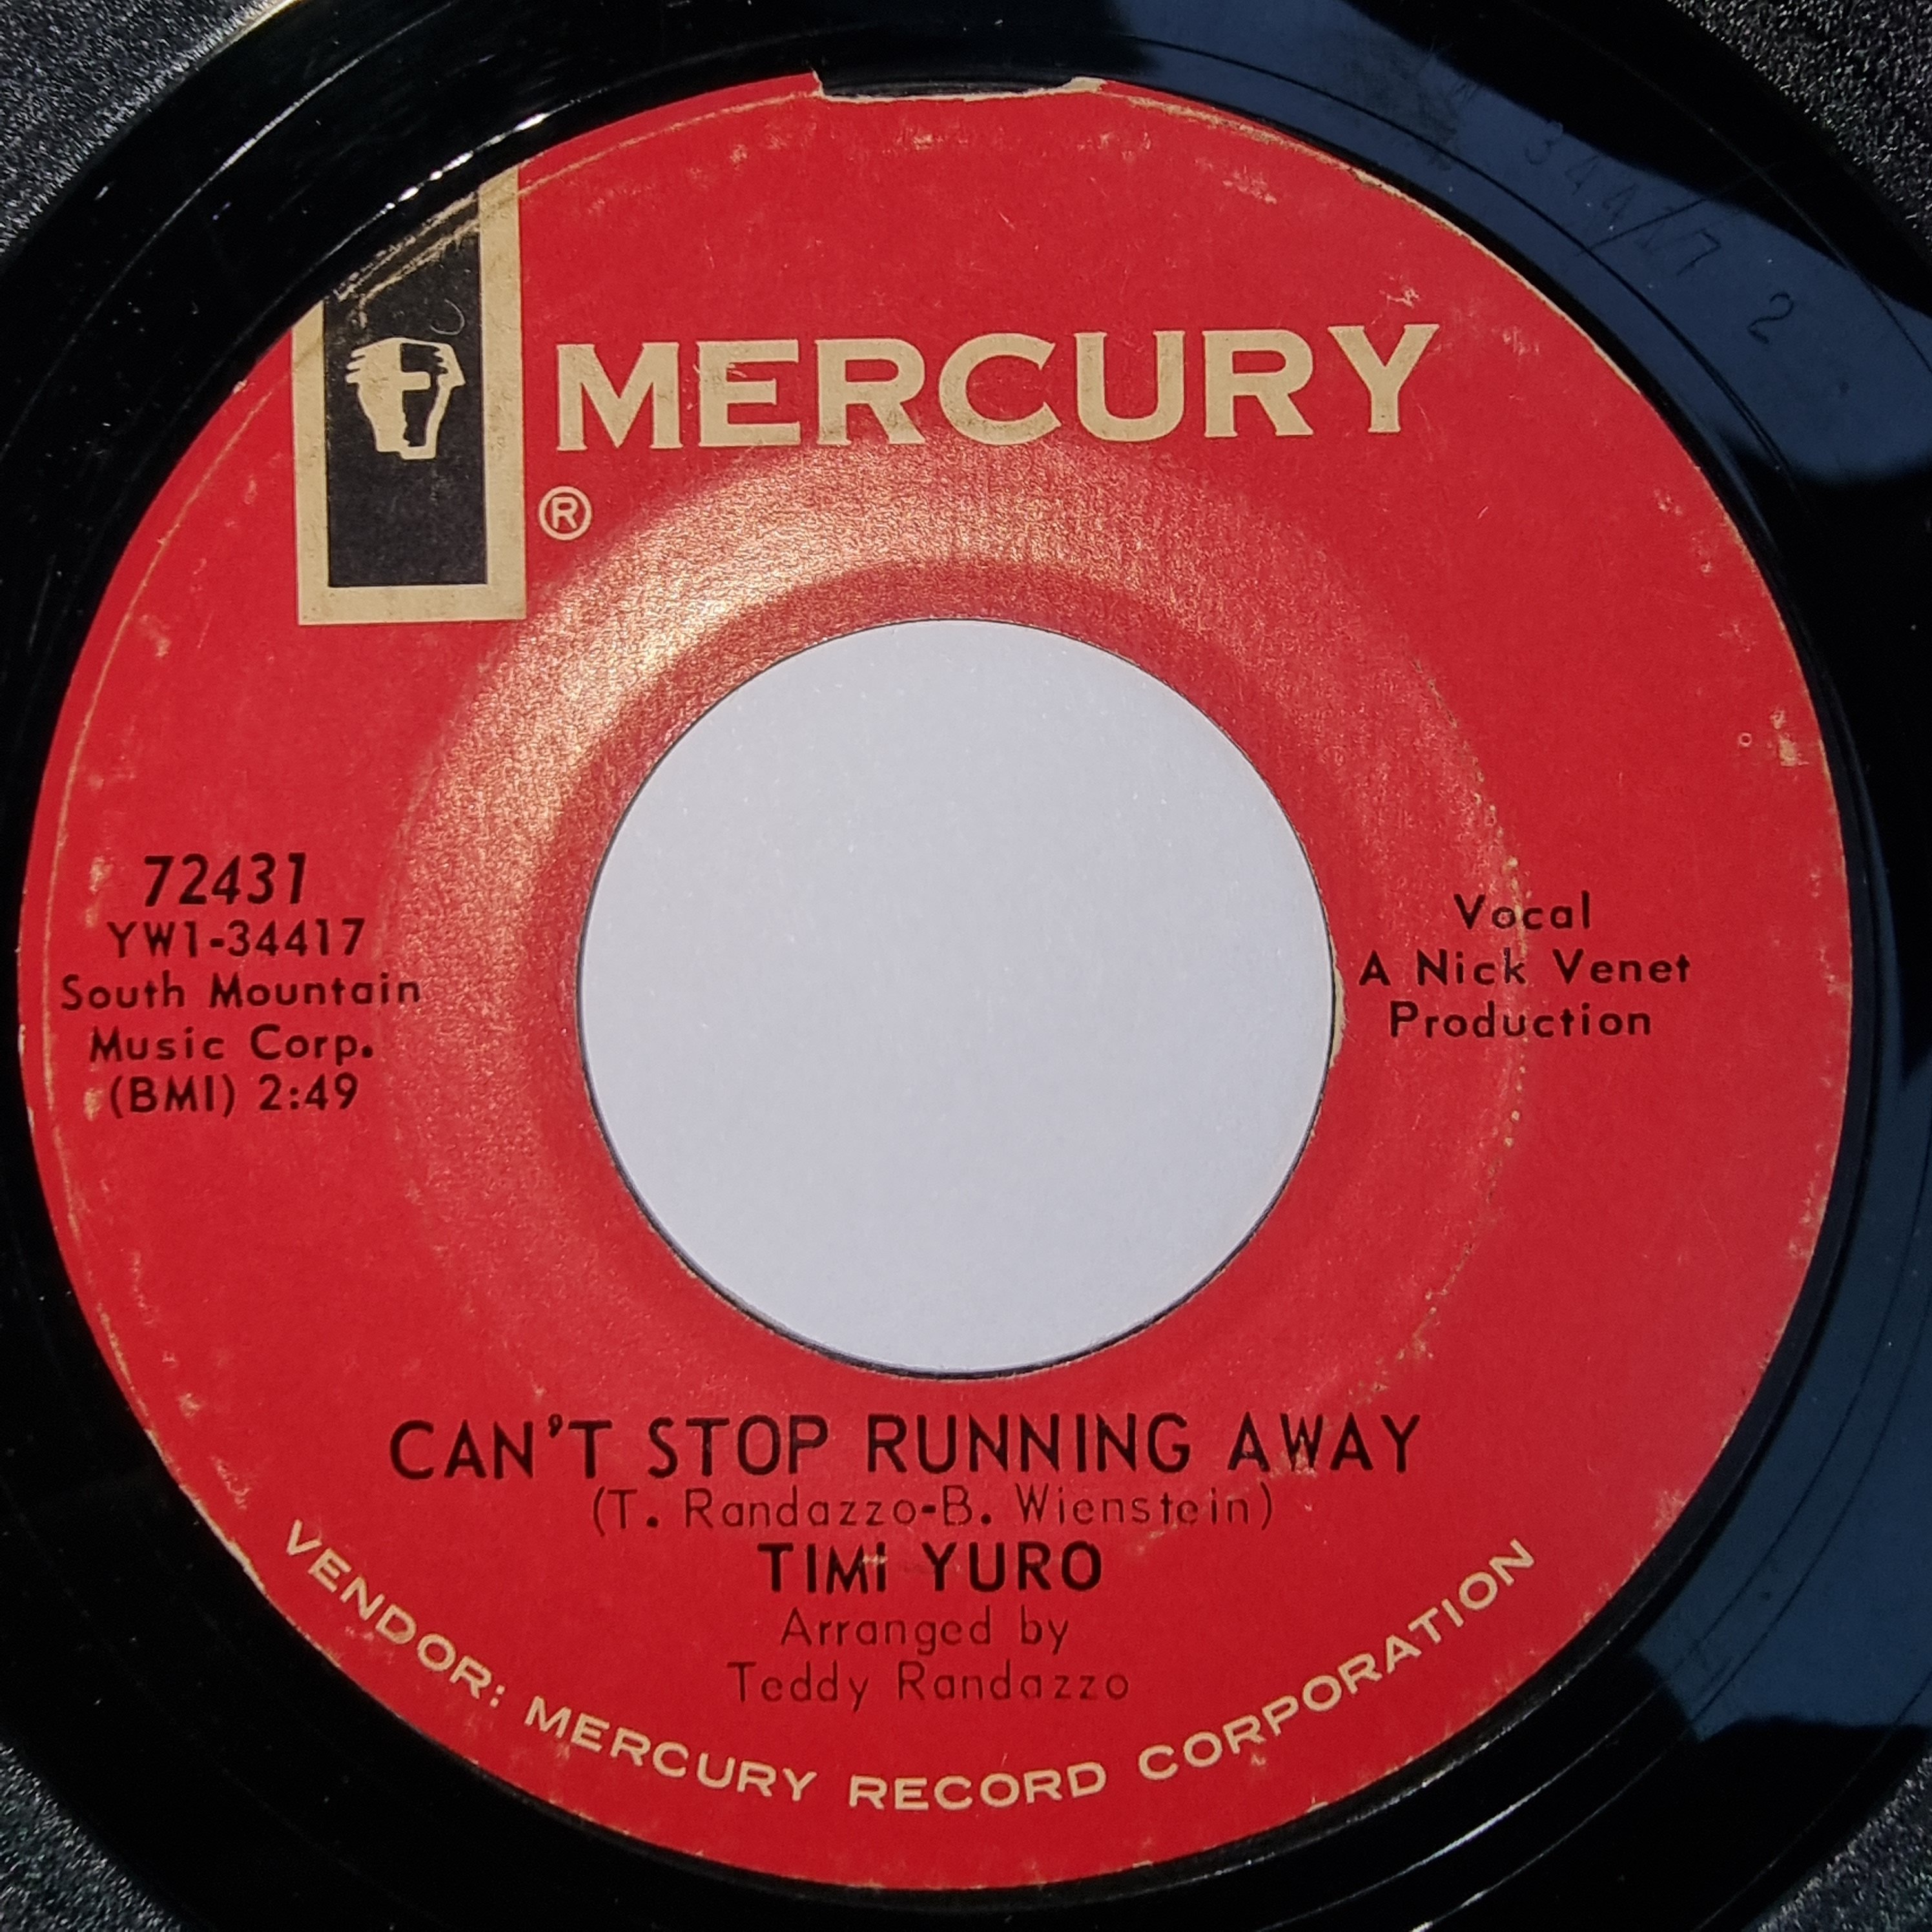 MERCURY
®
72431
YW1-34417
South Mountain
Music Corp.
(BMI) 2:49
Vocal
A Nick Venet
Production
CAN'T STOP RUNNING AWAY
(T. Randazzo-B. Wienstein)
TIMI YURO
Arranged by
Teddy Randazzo
VENDOR: MERCURY RECORD CORPORATION